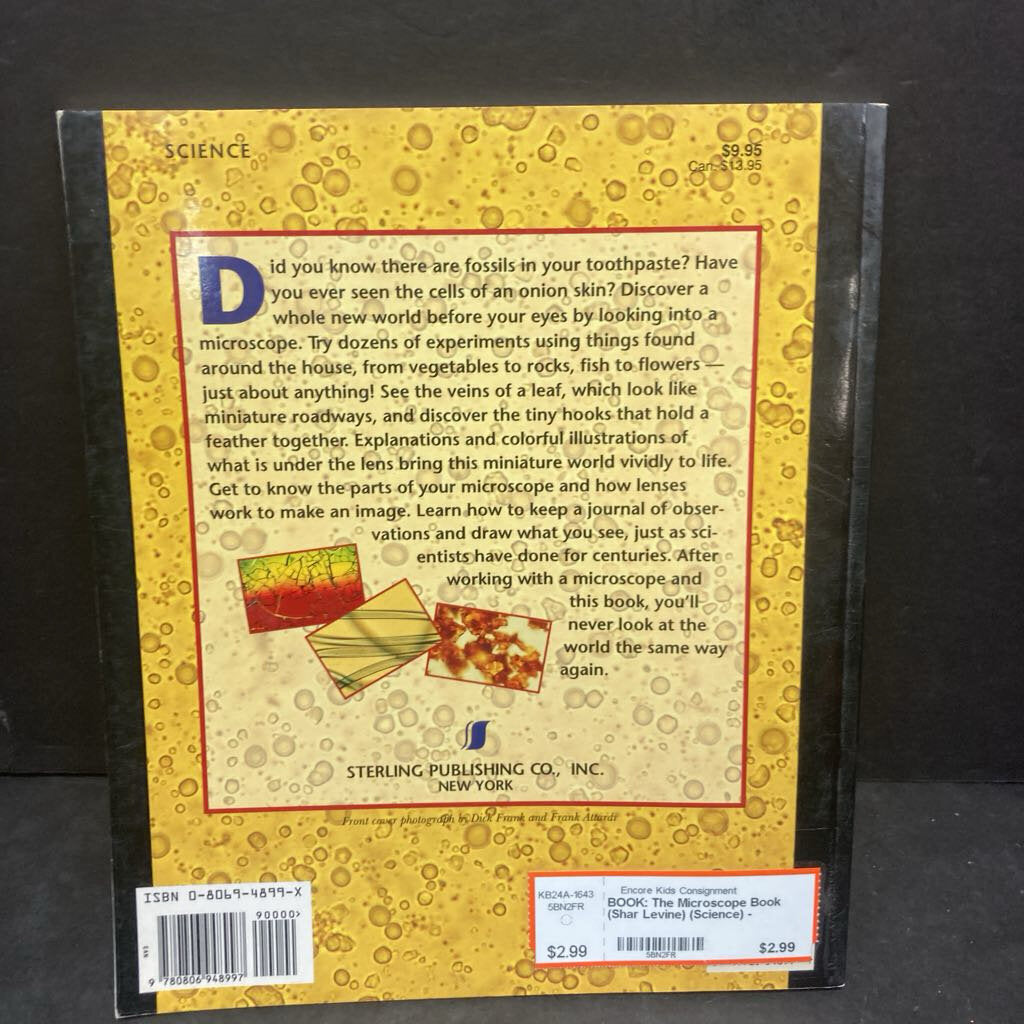 SCIENCE
$9.95
Can. $13.95
Did you know there are fossils in your toothpaste? Have
you ever seen the cells of an onion skin? Discover a
whole new world before your eyes by looking into a
microscope. Try dozens of experiments using things found
around the house, from vegetables to rocks, fish to flowers —
just about anything! See the veins of a leaf, which look like
miniature roadways, and discover the tiny hooks that hold a
feather together. Explanations and colorful illustrations of
what is under the lens bring this miniature world vividly to life.
Get to know the parts of your microscope and how lenses
work to make an image. Learn how to keep a journal of obser-
vations and draw what you see, just as sci-
entists have done for centuries. After
working with a microscope and
this book, you'll
never look at the
world the same way
again.
STERLING PUBLISHING CO., INC.
NEW YORK
Front cover photograph by Dick Frank and Frank Attardi
ISBN 0-8069-4899-X
90000>
EAN
9 780806 948997
KB24A-1643
5BN2FR
$2.99
Encore Kids Consignment
BOOK: The Microscope Book
(Shar Levine) (Science) -
5BN2FR
$2.99